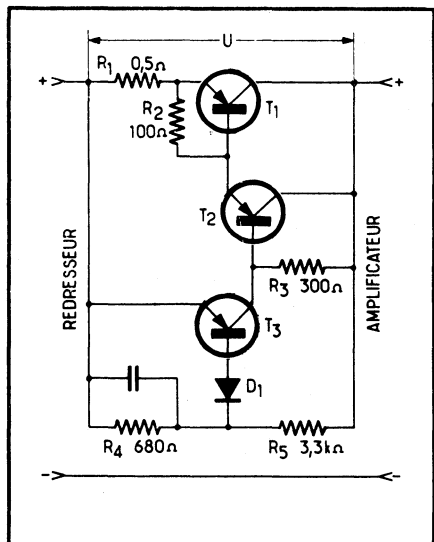 U
+ R1 0,5Ω +
R2
100Ω
T1
T2
R3 300Ω
T3
D1
R4 680Ω R5 3,3kΩ
- -
REDRESSEUR
AMPLIFICATEUR